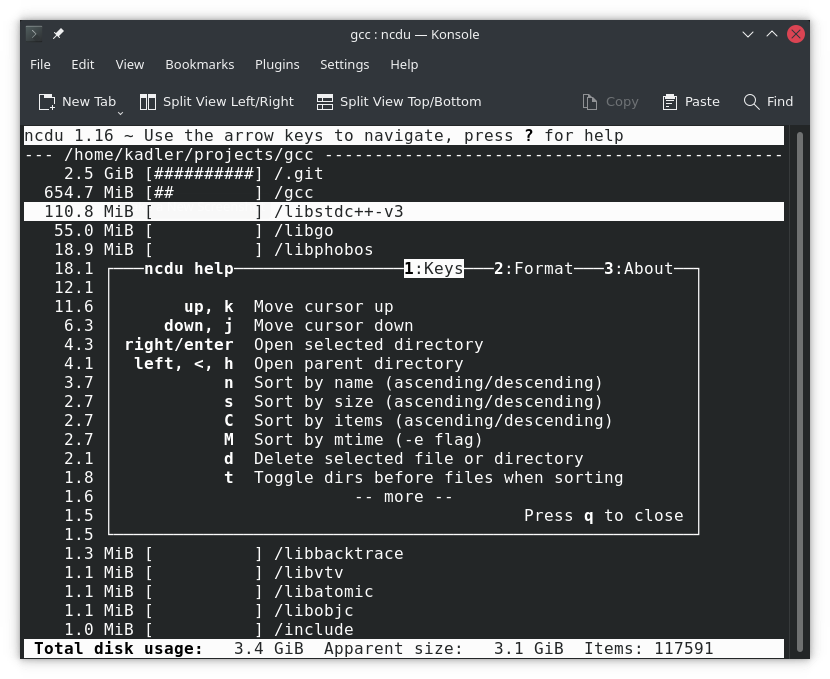 gcc : ncdu — Konsole
File Edit View Bookmarks Plugins Settings Help
New Tab Split View Left/Right Split View Top/Bottom Copy Paste Find
ncdu 1.16 ~ Use the arrow keys to navigate, press ? for help
--- /home/kadler/projects/gcc ----------------------------------------------
2.5 GiB [##########] /.git
654.7 MiB [## ] /gcc
110.8 MiB [ ] /libstdc++-v3
55.0 MiB [ ] /libgo
18.9 MiB [ ] /libphobos
18.1 ncdu help 1:Keys 2:Format 3:About
12.1
11.6 up, k Move cursor up
6.3 down, j Move cursor down
4.3 right/enter Open selected directory
4.1 left, <, h Open parent directory
3.7 n Sort by name (ascending/descending)
2.7 s Sort by size (ascending/descending)
2.7 C Sort by items (ascending/descending)
2.7 M Sort by mtime (-e flag)
2.1 d Delete selected file or directory
1.8 t Toggle dirs before files when sorting
1.6 -- more --
1.5 Press q to close
1.5
1.3 MiB [ ] /libbacktrace
1.1 MiB [ ] /libvtv
1.1 MiB [ ] /libatomic
1.1 MiB [ ] /libobjc
1.0 MiB [ ] /include
Total disk usage: 3.4 GiB Apparent size: 3.1 GiB Items: 117591